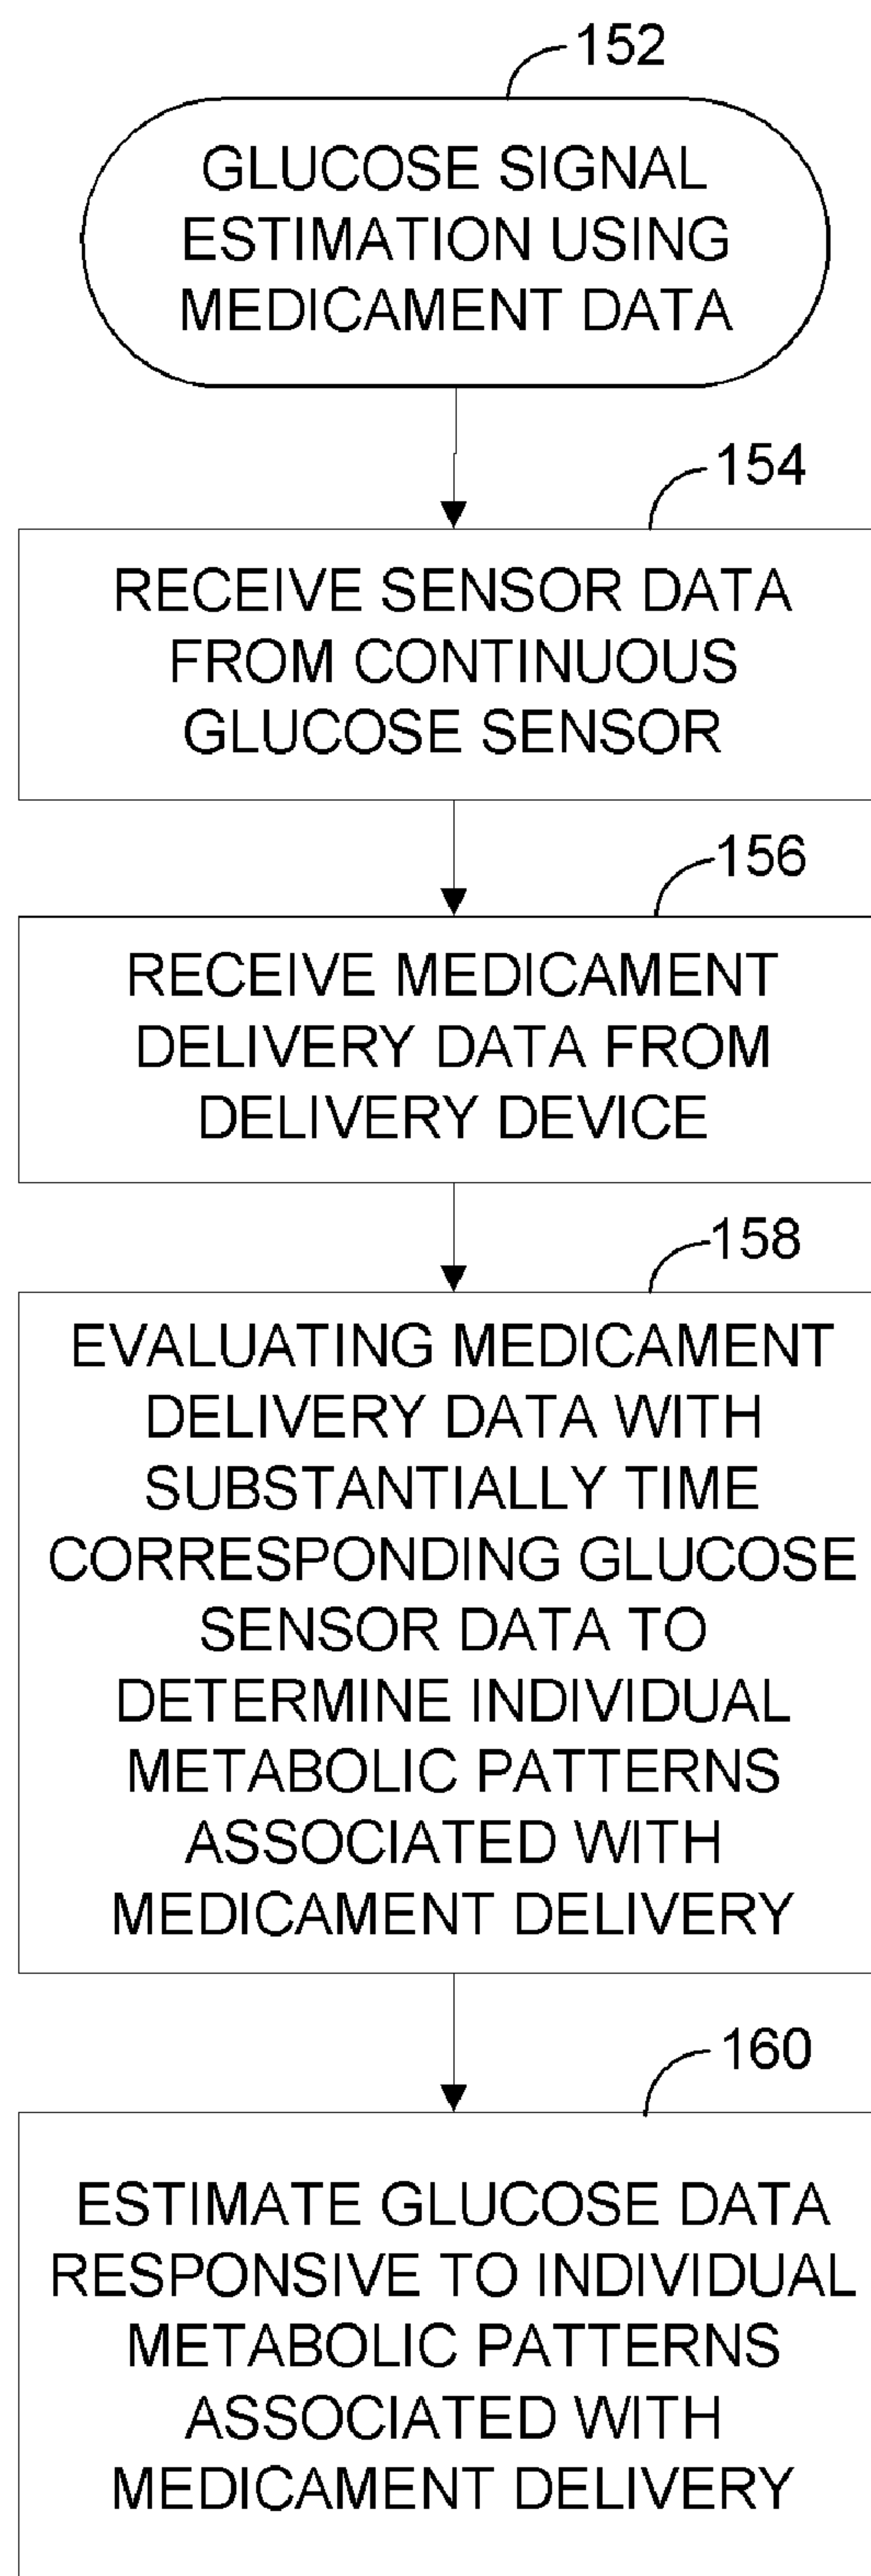 152
GLUCOSE SIGNAL
ESTIMATION USING
MEDICAMENT DATA
154
RECEIVE SENSOR DATA
FROM CONTINUOUS
GLUCOSE SENSOR
156
RECEIVE MEDICAMENT
DELIVERY DATA FROM
DELIVERY DEVICE
158
EVALUATING MEDICAMENT
DELIVERY DATA WITH
SUBSTANTIALLY TIME
CORRESPONDING GLUCOSE
SENSOR DATA TO
DETERMINE INDIVIDUAL
METABOLIC PATTERNS
ASSOCIATED WITH
MEDICAMENT DELIVERY
160
ESTIMATE GLUCOSE DATA
RESPONSIVE TO INDIVIDUAL
METABOLIC PATTERNS
ASSOCIATED WITH
MEDICAMENT DELIVERY